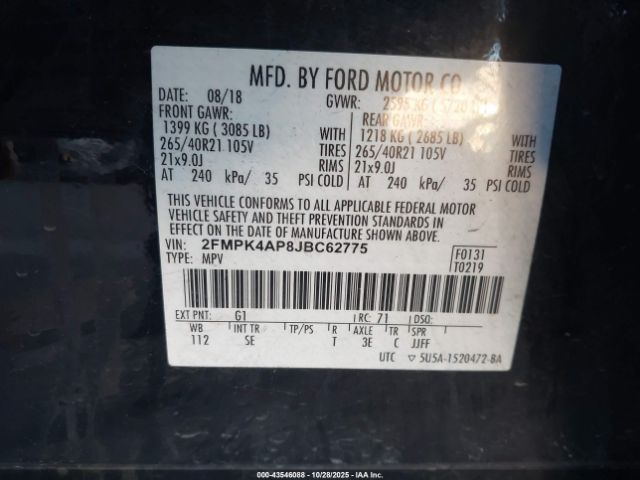 MFD. BY FORD MOTOR CO
DATE: 08/18 GVWR: 2595 KG ( 5720
FRONT GAWR: REAR GAWR:
1399 KG ( 3085 LB) WITH 1218 KG ( 2685 LB) WITH
265/40R21 105V TIRES 265/40R21 105V TIRES
21x9.0J RIMS 21x9.0J RIMS
AT 240 kPa/ 35 PSI COLD AT 240 kPa/ 35 PSI COLD
THIS VEHICLE CONFORMS TO ALL APPLICABLE FEDERAL MOTOR
VEHICLE SAFETY AND THEFT PREVENTION STANDARDS IN
EFFECT ON THE DATE OF MANUFACTURE SHOWN ABOVE.
VIN: 2FMPK4AP8JBC62775 F0131
TYPE: MPV T0219
EXT PNT: G1 RC: 71 DSO:
WB INT TR TP/PS R AXLE TR SPR
112 SE T 3E C JJFF
UTC ▽ 5U5A-1520472-BA
000-43546088 - 10/28/2025 - IAA, Inc.